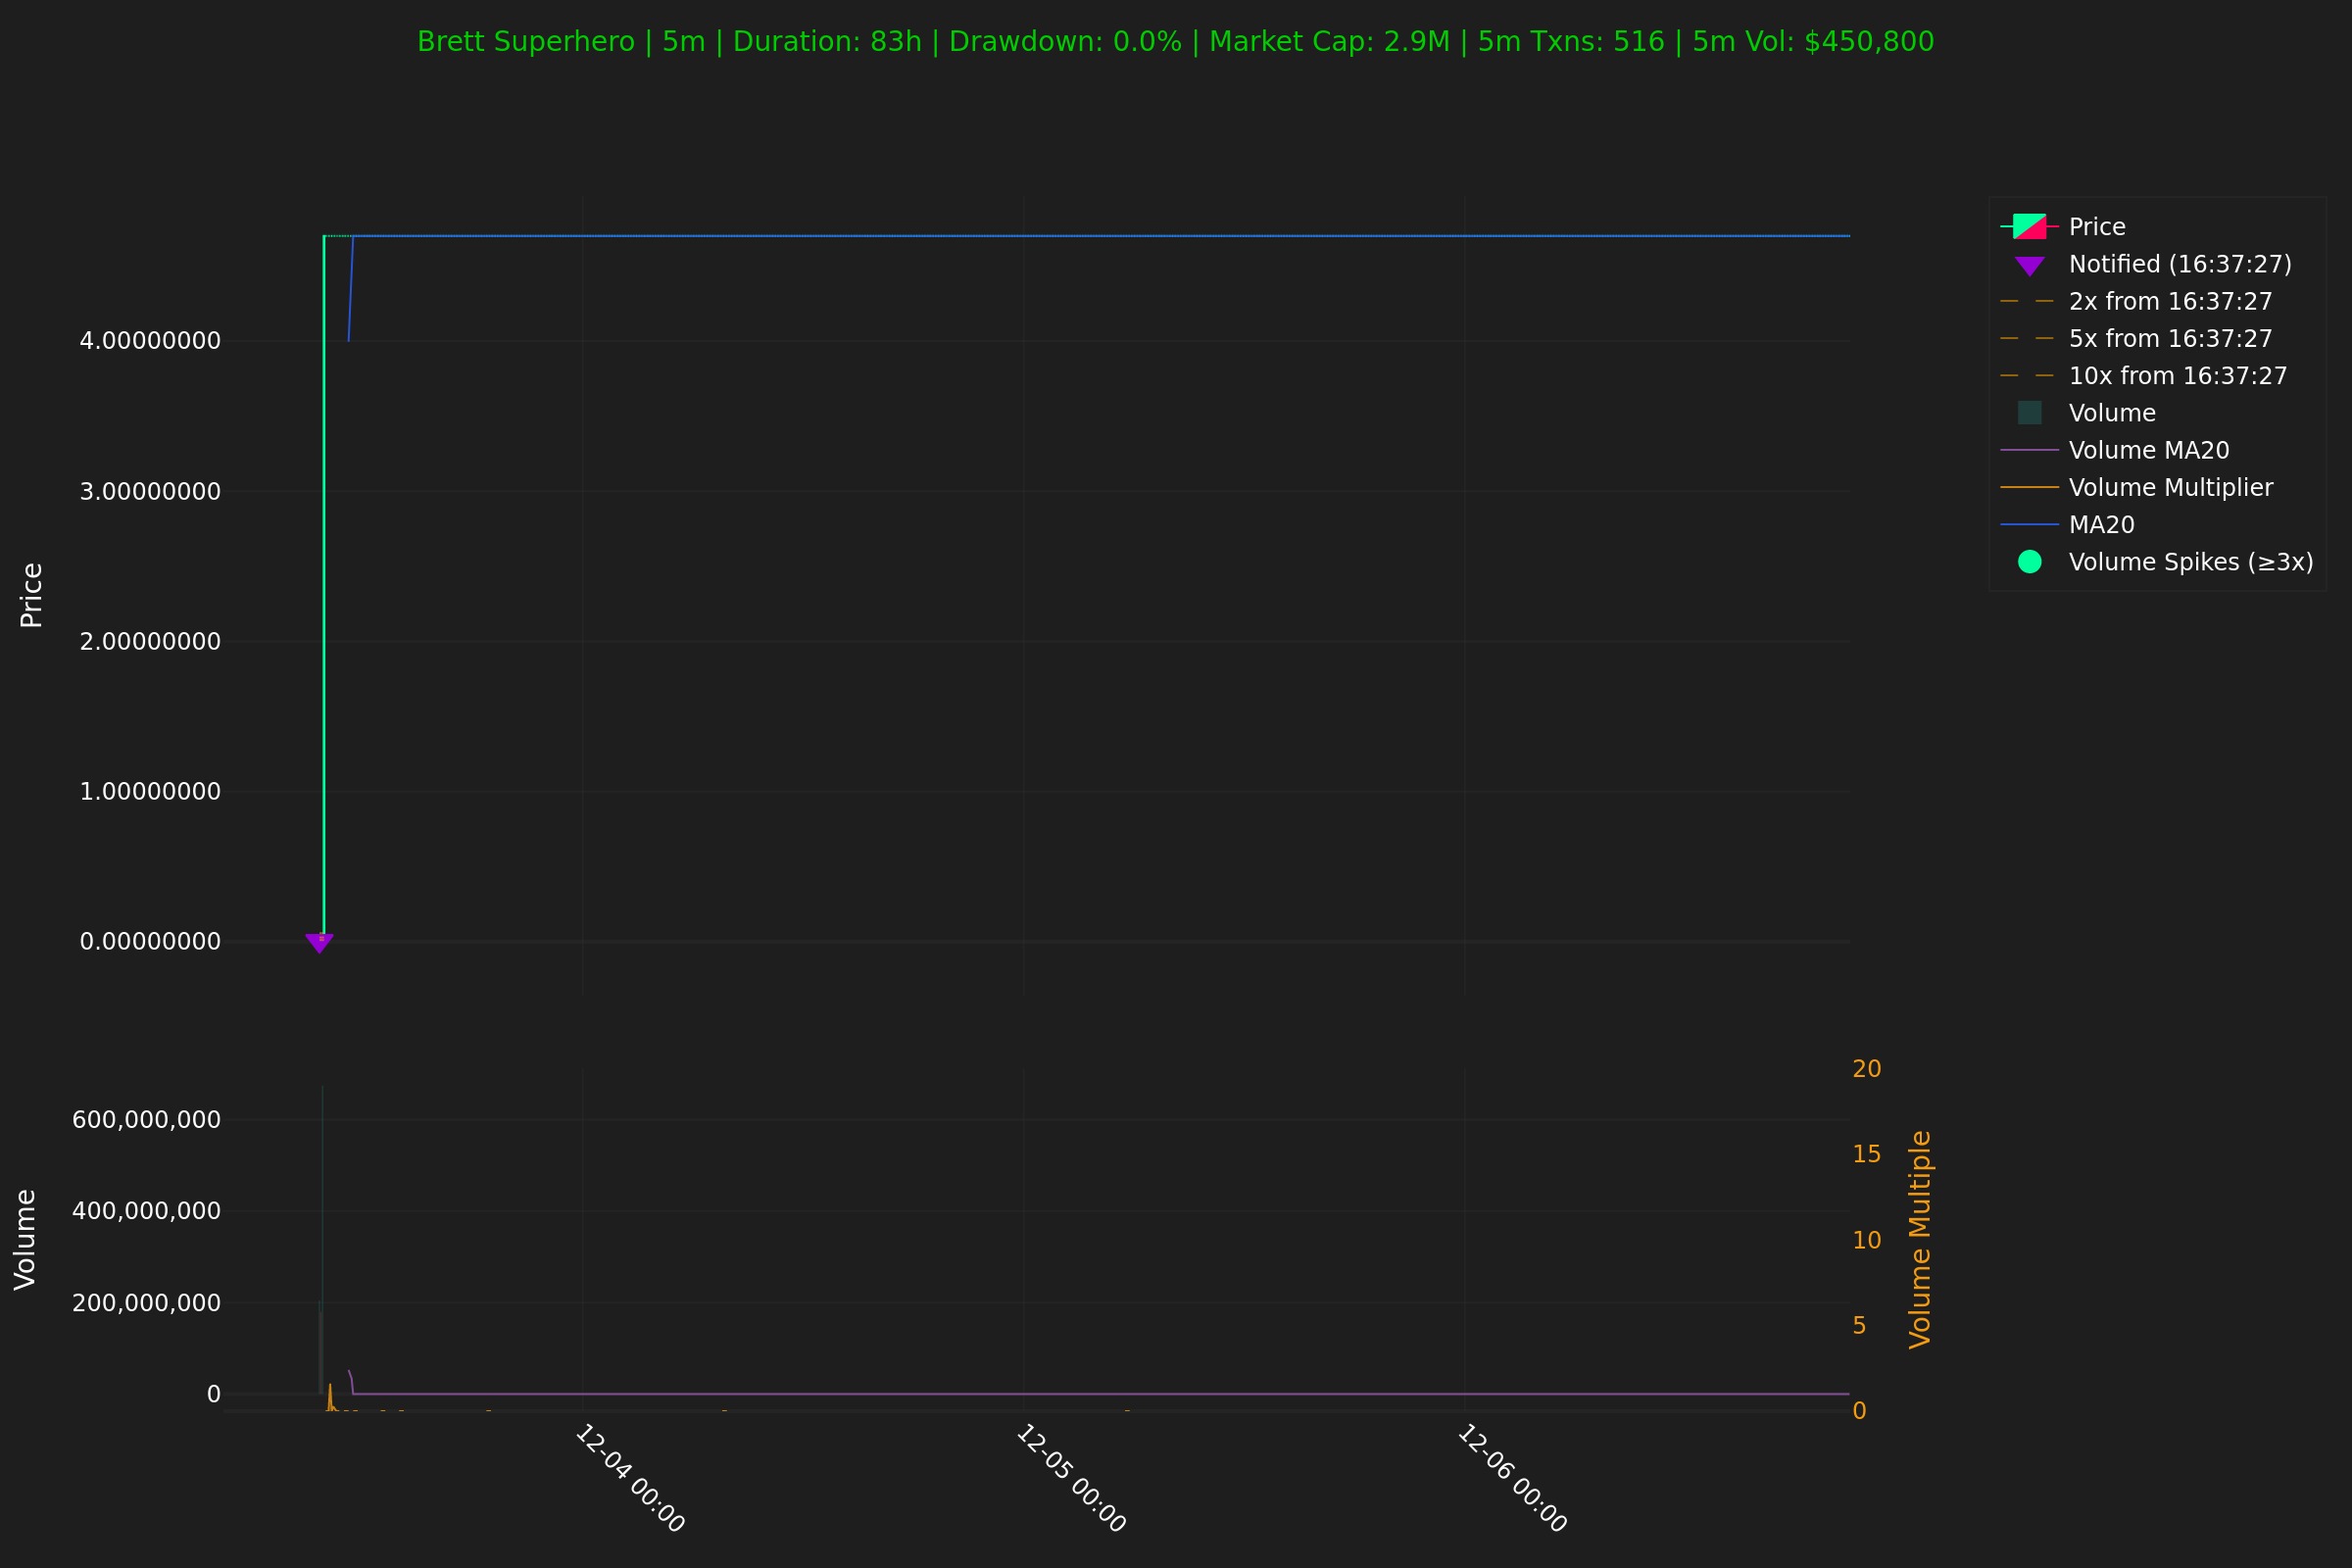 Brett Superhero | 5m | Duration: 83h | Drawdown: 0.0% | Market Cap: 2.9M | 5m Txns: 516 | 5m Vol: $450,800
Price
4.00000000
3.00000000
2.00000000
1.00000000
0.00000000
Price
Notified (16:37:27)
2x from 16:37:27
5x from 16:37:27
10x from 16:37:27
Volume
Volume MA20
Volume Multiplier
MA20
Volume Spikes (≥3x)
Volume
600,000,000
400,000,000
200,000,000
0
20
15
10
5
0
Volume Multiple
12-04 00:00
12-05 00:00
12-06 00:00